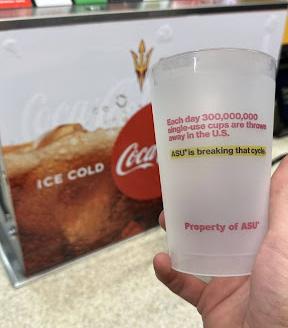 Each day 300,000,000
single-use cups are thrown
away in the U.S.
ASU® is breaking that cycle.
Property of ASU®
Coca-Cola
ICE COLD
Coca